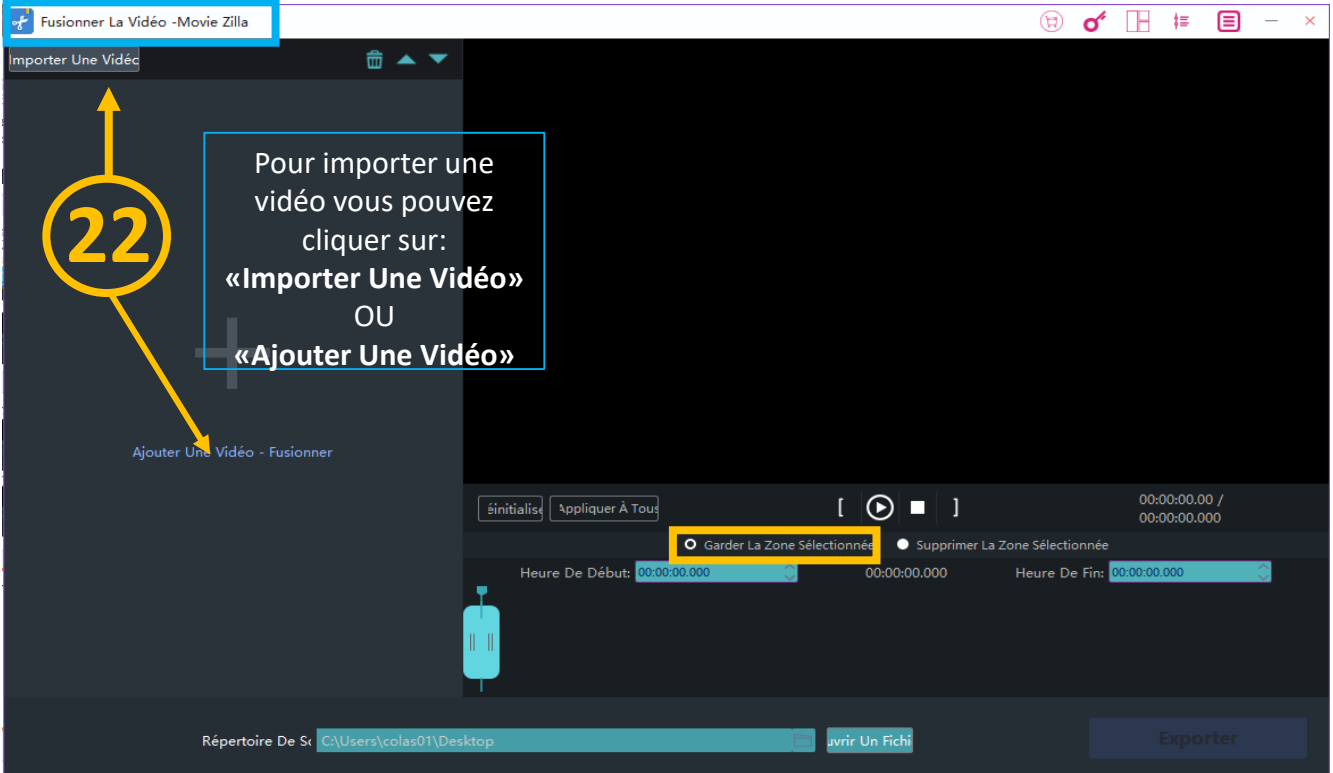 Fusionner La Vidéo -Movie Zilla
Importer Une Vidéo
22
Pour importer une
vidéo vous pouvez
cliquer sur:
«Importer Une Vidéo»
OU
«Ajouter Une Vidéo»
Ajouter Une Vidéo - Fusionner
éinitialise
Appliquer À Tous
[ ]
00:00:00.00 /
00:00:00.000
Garder La Zone Sélectionnée
Supprimer La Zone Sélectionnée
Heure De Début: 00:00:00.000
00:00:00.000
Heure De Fin: 00:00:00.000
Répertoire De So C:\Users\colas01\Desktop
uvrir Un Fichi
Exporter